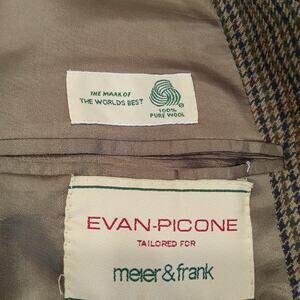 THE MARK OF
THE WORLDS BEST
100%
PURE WOOL
EVAN-PICONE
TAILORED FOR
meier & frank